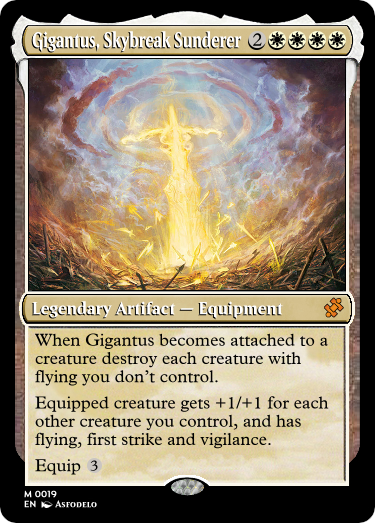 Gigantus, Skybreak Sunderer 2
Legendary Artifact — Equipment
When Gigantus becomes attached to a
creature destroy each creature with
flying you don't control.
Equipped creature gets +1/+1 for each
other creature you control, and has
flying, first strike and vigilance.
Equip 3
M 0019
EN Asfodelo